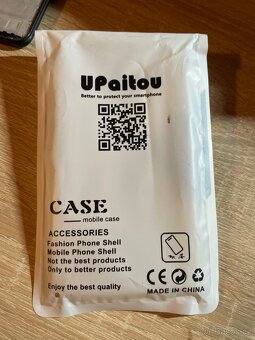 UPaitou
Better to protect your smartphone
CASE
mobile case
ACCESSORIES
Fashion Phone Shell
Mobile Phone Shell
Not the best products
Only to better products
Enjoy the best quality
CE
MADE IN CHINA